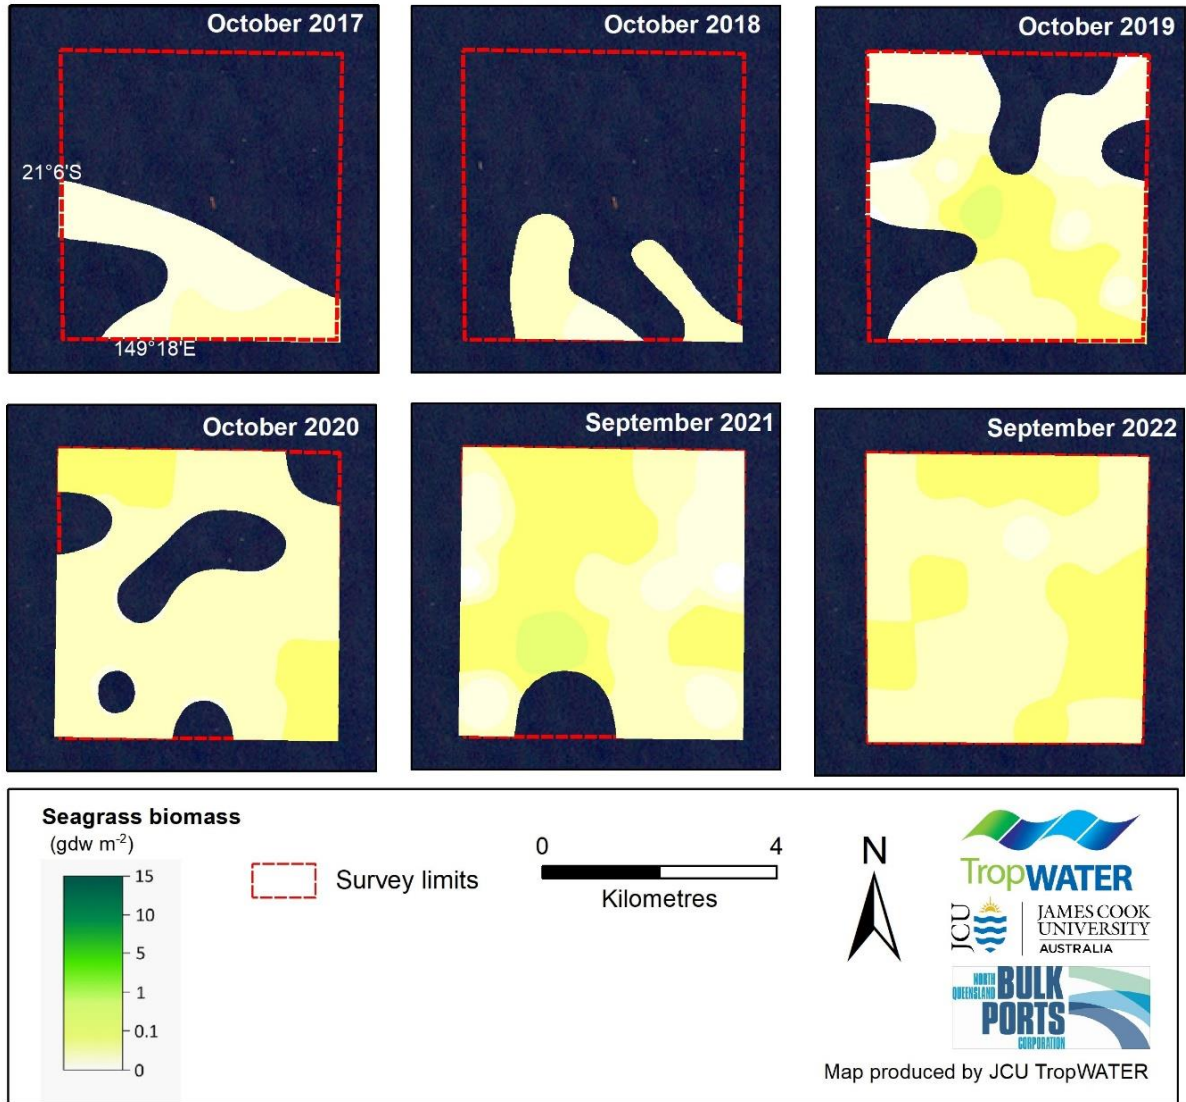 October 2017
October 2018
October 2019
21°6'S
149°18'E
October 2020
September 2021
September 2022
Seagrass biomass
(gdw m⁻²)
15
10
5
1
0.1
0
Survey limits
0 4
Kilometres
N
TropWATER
JCU
JAMES COOK
UNIVERSITY
AUSTRALIA
NORTH
QUEENSLAND
BULK
PORTS
CORPORATION
Map produced by JCU TropWATER